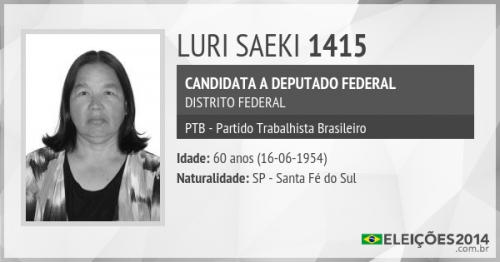 LURI SAEKI 1415
CANDIDATA A DEPUTADO FEDERAL
DISTRITO FEDERAL
PTB - Partido Trabalhista Brasileiro
Idade: 60 anos (16-06-1954)
Naturalidade: SP - Santa Fé do Sul
ELEIÇÕES2014
.com.br